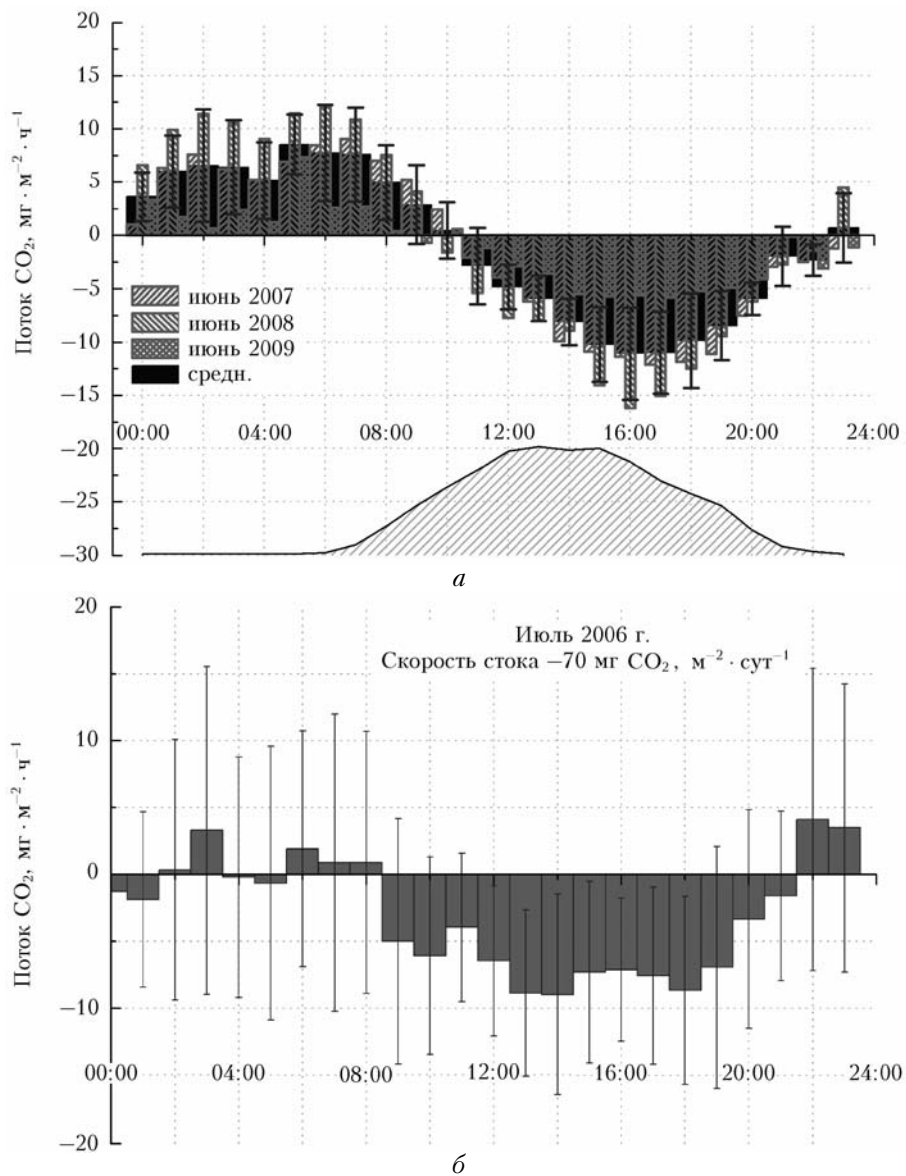 20
15
10
5
0
−5
−10
−15
−20
−25
−30
Поток CO₂, мг · м⁻² · ч⁻¹
июнь 2007
июнь 2008
июнь 2009
средн.
00:00 04:00 08:00 12:00 16:00 20:00 24:00
а
20
10
0
−10
−20
Поток CO₂, мг · м⁻² · ч⁻¹
Июль 2006 г.
Скорость стока −70 мг CO₂, м⁻² · сут⁻¹
00:00 04:00 08:00 12:00 16:00 20:00 24:00
б